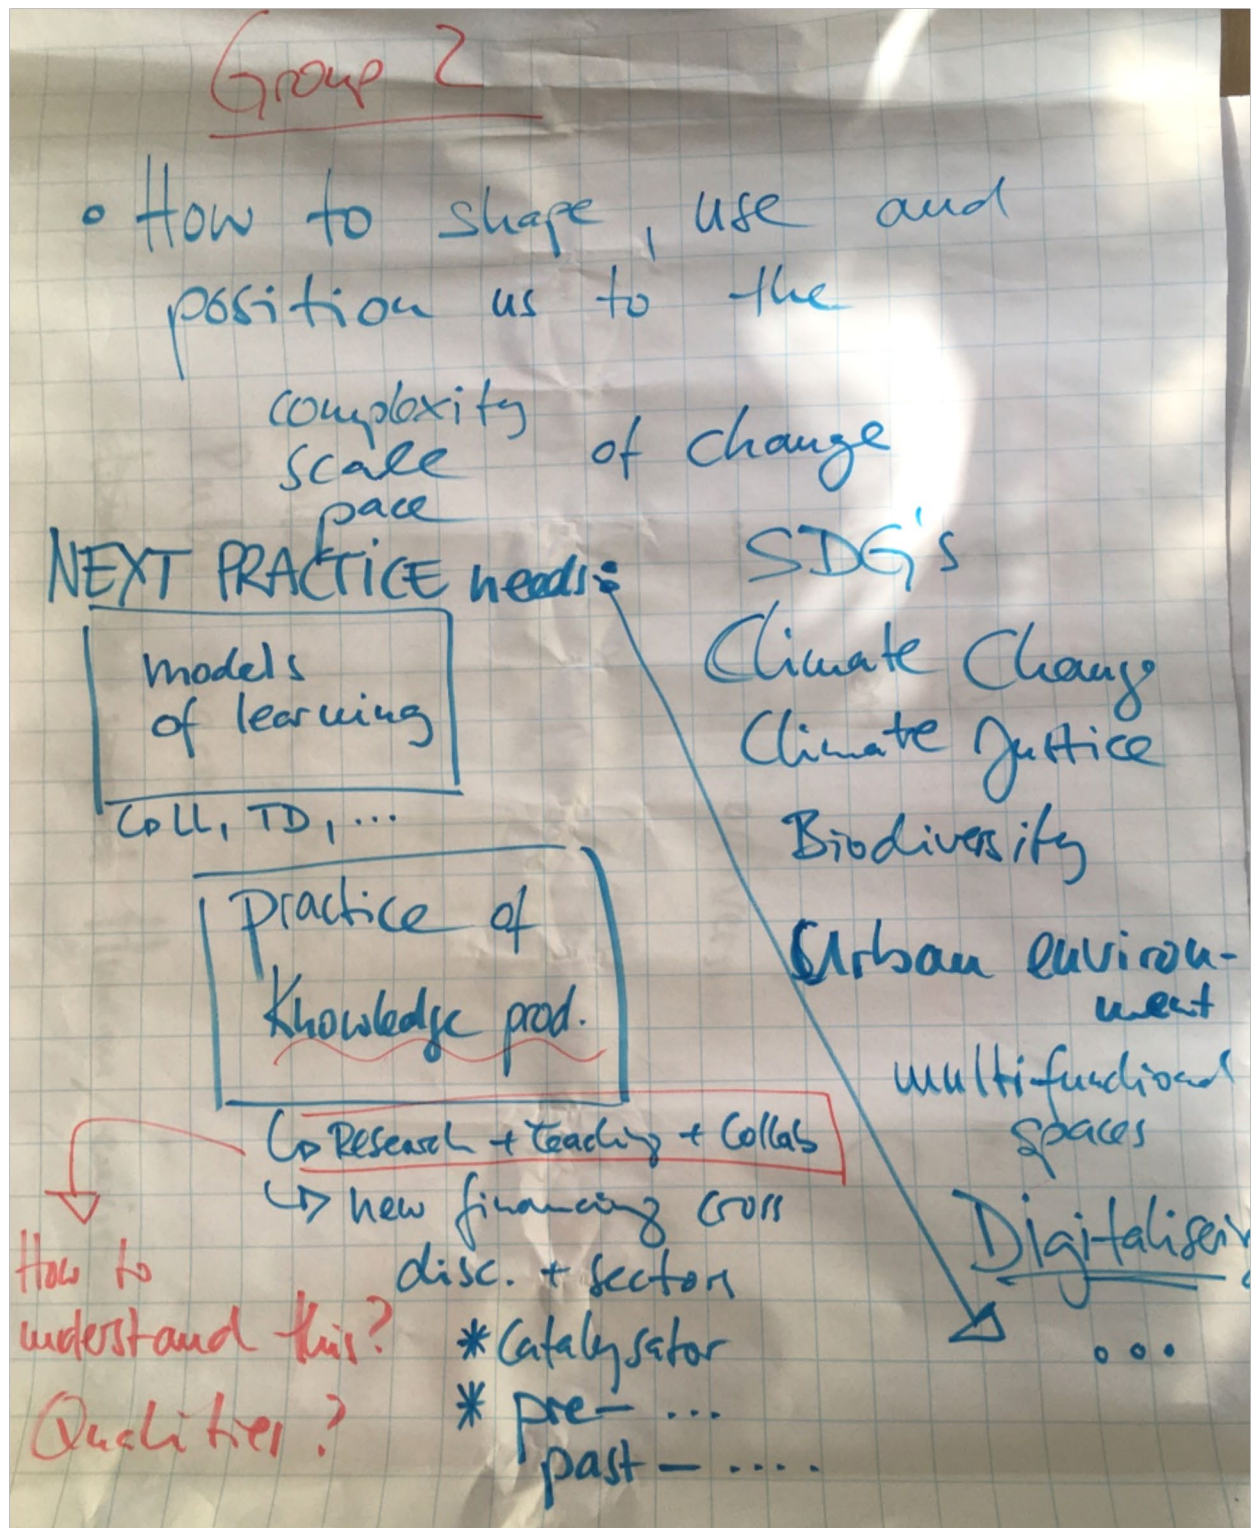 Group 2
• How to shape, use and
position us to the
complexity
scale
pace
of change
NEXT PRACTICE needs:
models
of learning
Coll, TD, ...
practice of
Knowledge prod.
↳ Research + teaching + Collab
↳ new financing cross
disc. + sectors
* Catalysator
* pre- ...
past - ....
How to
understand this?
Qualities?
SDG's
Climate Change
Climate Justice
Biodiversity
Urban environ-
ment
multifunctional
spaces
...